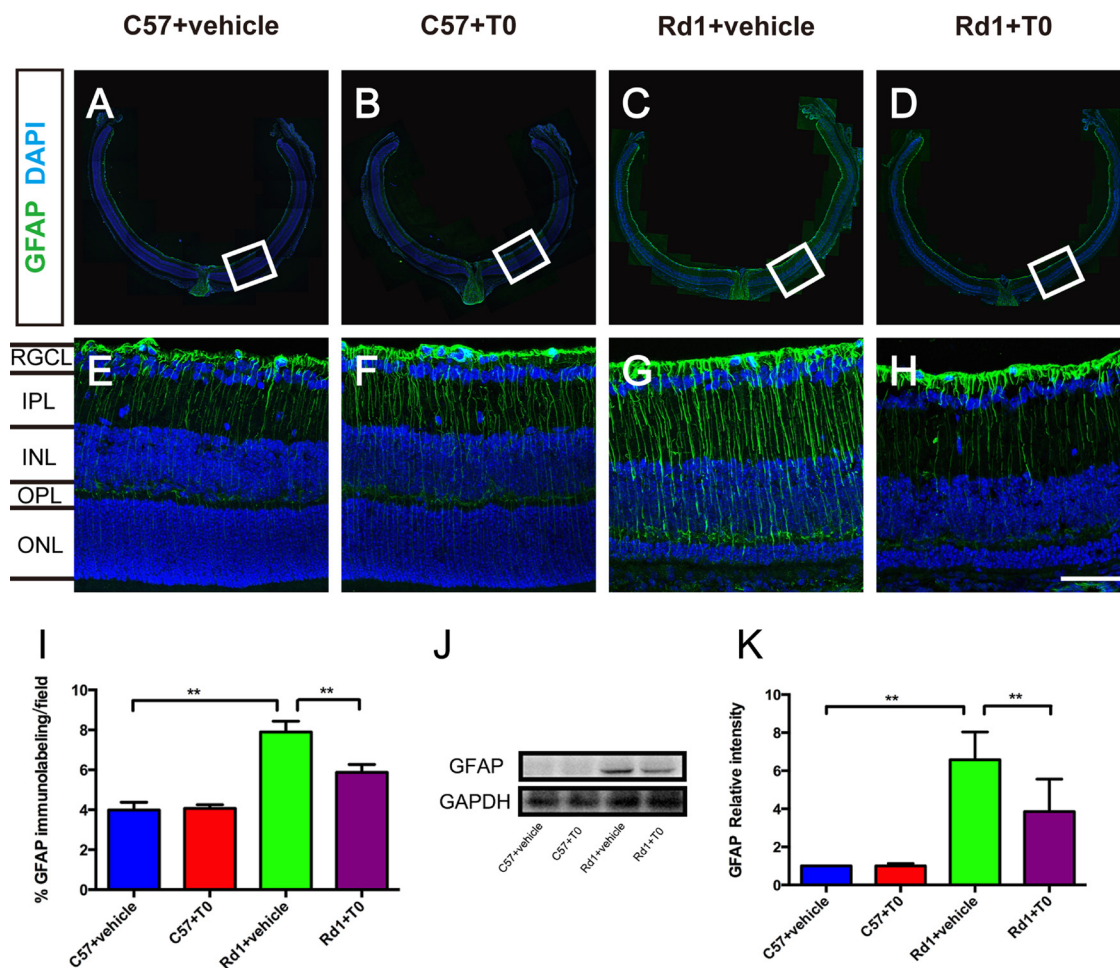 C57+vehicle C57+T0 Rd1+vehicle Rd1+T0
GFAP DAPI
A B C D
RGCL
IPL
INL
OPL
ONL
E F G H
I
% GFAP immunolabeling/field
10
8
6
4
2
0
** **
C57+vehicle C57+T0 Rd1+vehicle Rd1+T0
J
GFAP
GAPDH
C57+vehicle C57+T0 Rd1+vehicle Rd1+T0
K
GFAP Relative intensity
10
8
6
4
2
0
** **
C57+vehicle C57+T0 Rd1+vehicle Rd1+T0